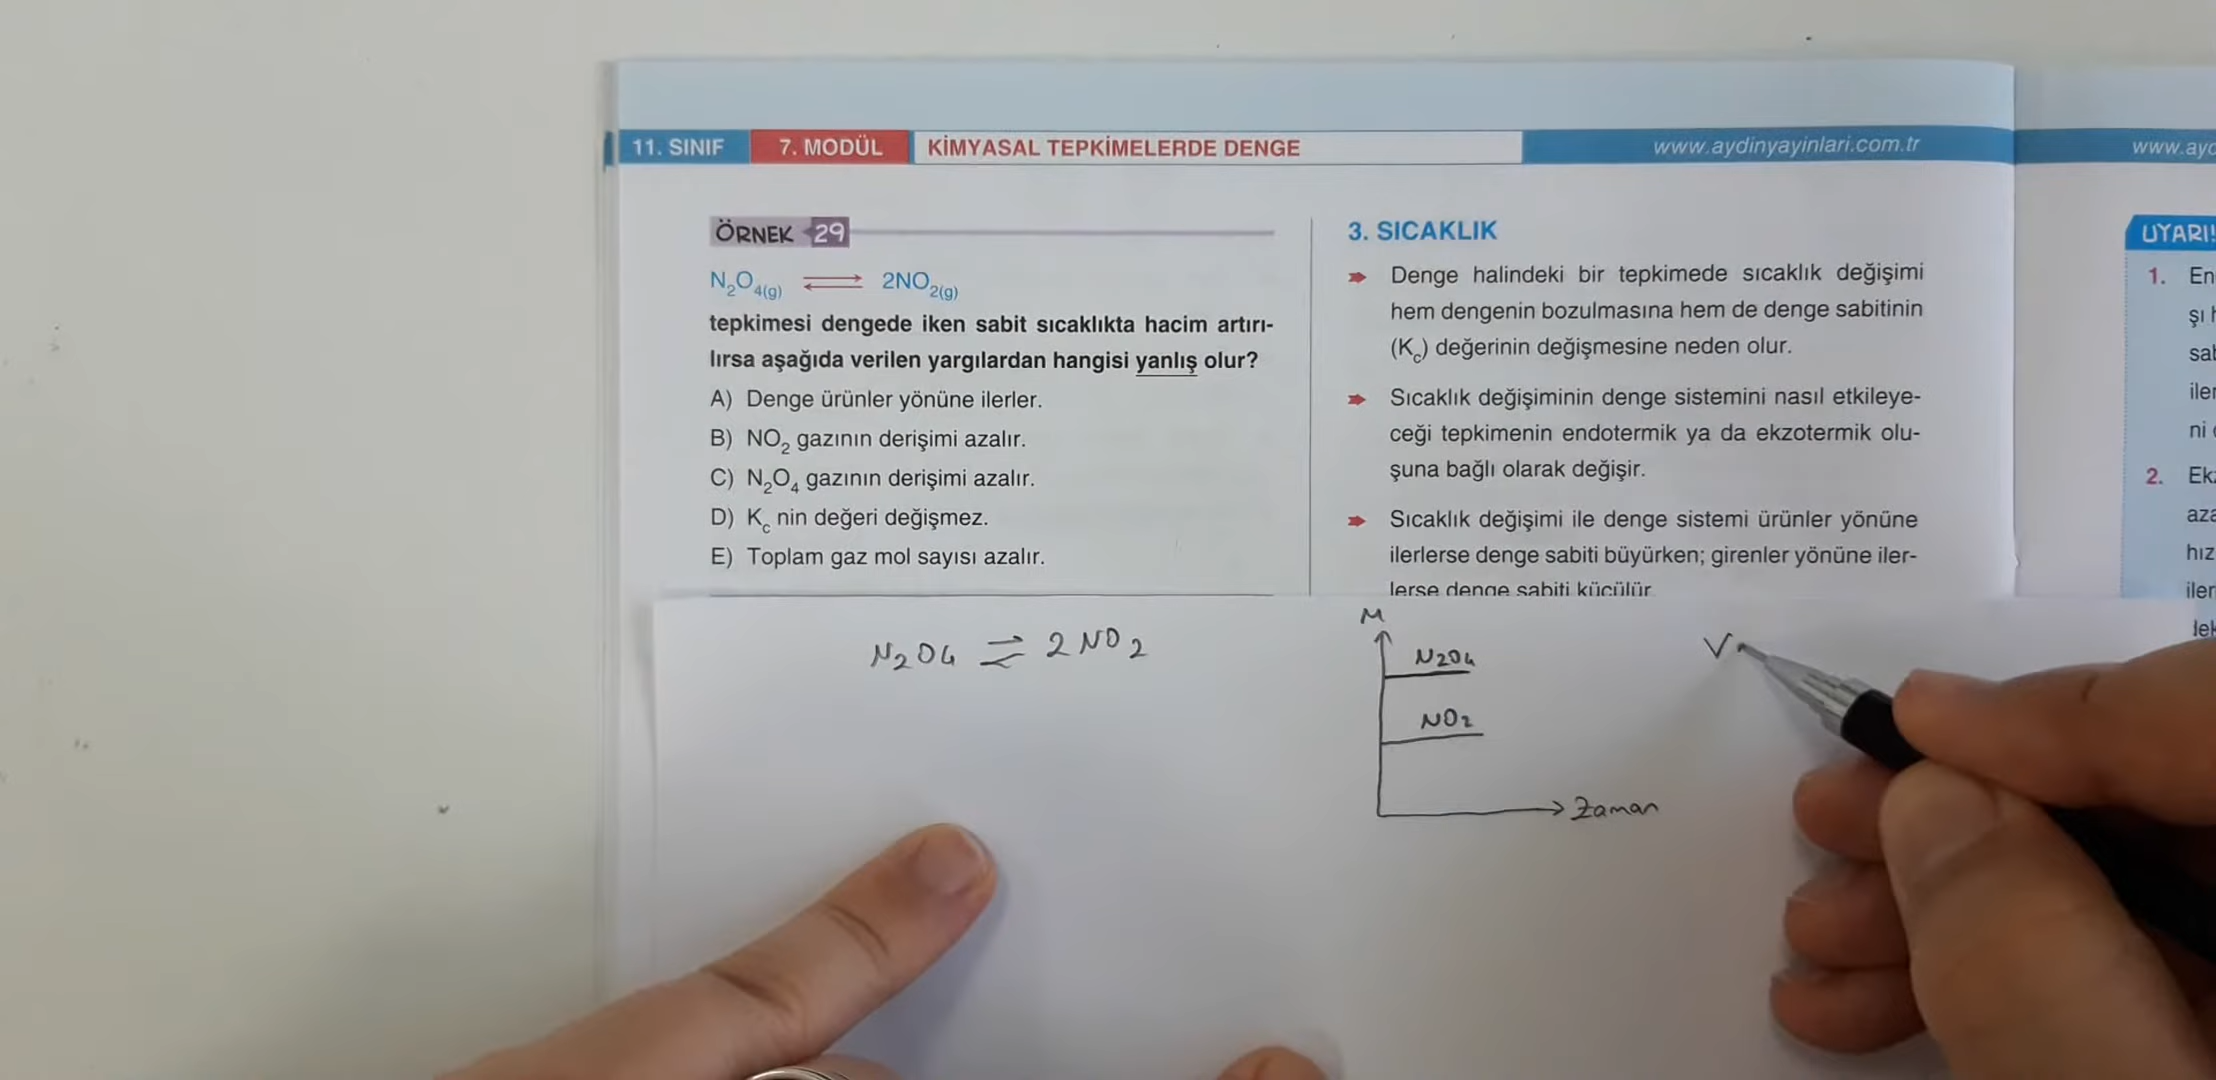 11. SINIF
7. MODÜL
KİMYASAL TEPKİMELERDE DENGE
www.aydinyayinlari.com.tr
ÖRNEK 29
N₂O₄(g) ⇌ 2NO₂(g)
tepkimesi dengede iken sabit sıcaklıkta hacim artırı-
lırsa aşağıda verilen yargılardan hangisi yanlış olur?
A) Denge ürünler yönüne ilerler.
B) NO₂ gazının derişimi azalır.
C) N₂O₄ gazının derişimi azalır.
D) Kc nin değeri değişmez.
E) Toplam gaz mol sayısı azalır.
3. SICAKLIK
Denge halindeki bir tepkimede sıcaklık değişimi
hem dengenin bozulmasına hem de denge sabitinin
(Kc) değerinin değişmesine neden olur.
Sıcaklık değişiminin denge sistemini nasıl etkileye-
ceği tepkimenin endotermik ya da ekzotermik olu-
şuna bağlı olarak değişir.
Sıcaklık değişimi ile denge sistemi ürünler yönüne
ilerlerse denge sabiti büyürken; girenler yönüne iler-
lerse denge sabiti küçülür
UYARI!
1.
2.
N₂O₄ ⇌ 2NO₂
M
N₂O₄
NO₂
Zaman
V